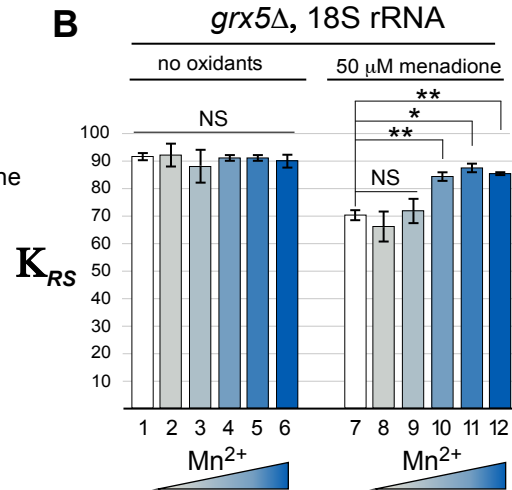 B
grx5Δ, 18S rRNA
no oxidants
50 μM menadione
**
*
**
NS
NS
ne
100
90
80
70
60
50
40
30
20
10
K_RS
1 2 3 4 5 6 7 8 9 10 11 12
Mn²⁺ Mn²⁺